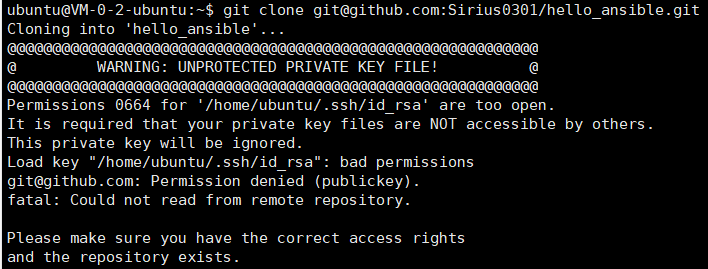 ubuntu@VM-0-2-ubuntu:~$ git clone git@github.com:Sirius0301/hello_ansible.git
Cloning into 'hello_ansible'...
@@@@@@@@@@@@@@@@@@@@@@@@@@@@@@@@@@@@@@@@@@@@@@@@@@@@@@@@@@@
@         WARNING: UNPROTECTED PRIVATE KEY FILE!          @
@@@@@@@@@@@@@@@@@@@@@@@@@@@@@@@@@@@@@@@@@@@@@@@@@@@@@@@@@@@
Permissions 0664 for '/home/ubuntu/.ssh/id_rsa' are too open.
It is required that your private key files are NOT accessible by others.
This private key will be ignored.
Load key "/home/ubuntu/.ssh/id_rsa": bad permissions
git@github.com: Permission denied (publickey).
fatal: Could not read from remote repository.

Please make sure you have the correct access rights
and the repository exists.